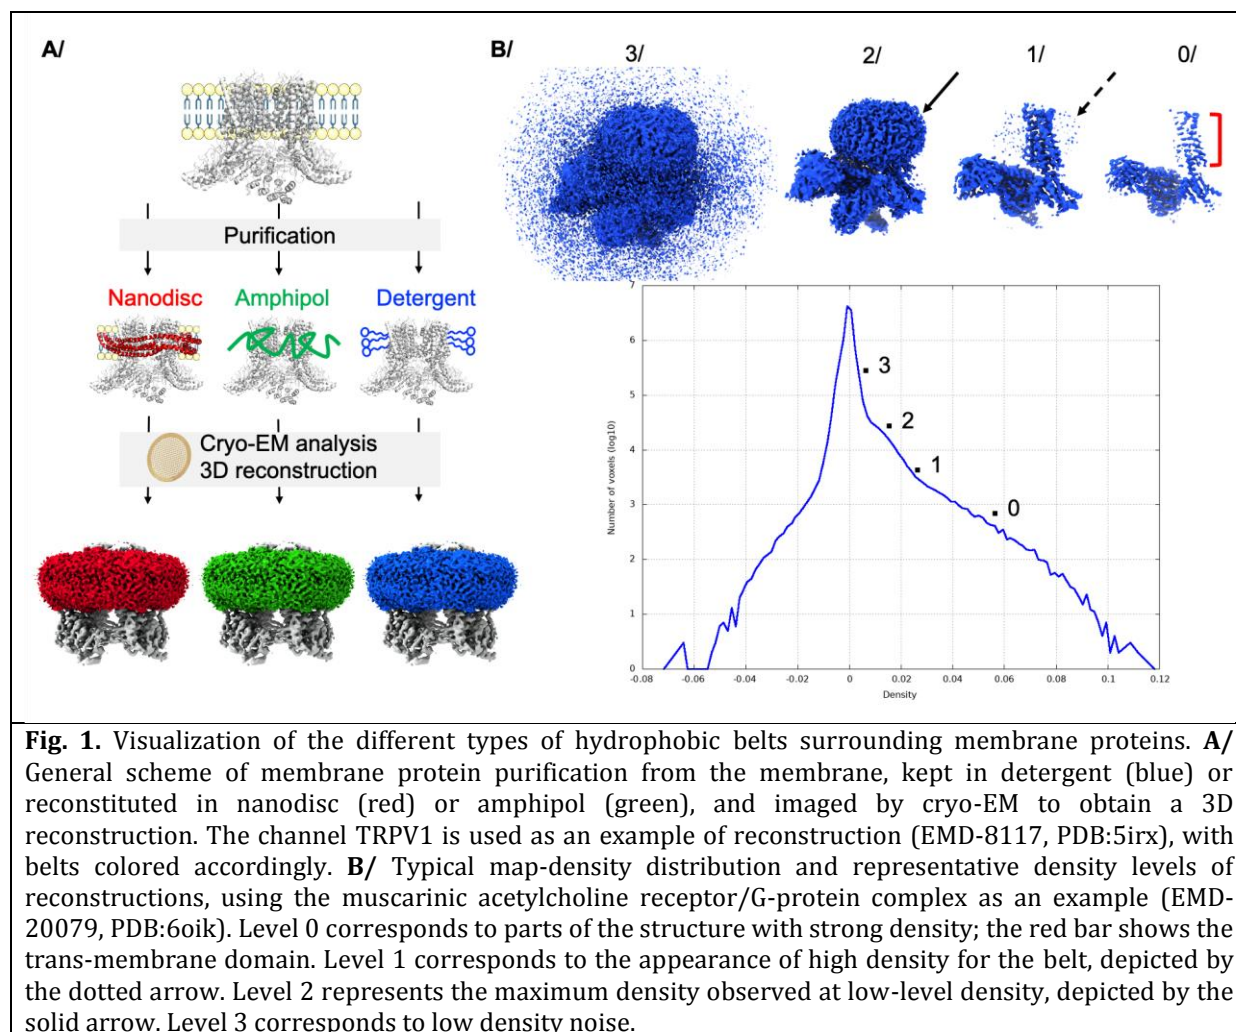 A/
Purification
Nanodisc Amphipol Detergent
Cryo-EM analysis
3D reconstruction
B/
3/ 2/ 1/ 0/
7
6
5
4
3
2
1
0
Number of voxels (log10)
3
2
1
0
-0.08 -0.06 -0.04 -0.02 0 0.02 0.04 0.06 0.08 0.1 0.12
Density
Fig. 1. Visualization of the different types of hydrophobic belts surrounding membrane proteins. A/
General scheme of membrane protein purification from the membrane, kept in detergent (blue) or
reconstituted in nanodisc (red) or amphipol (green), and imaged by cryo-EM to obtain a 3D
reconstruction. The channel TRPV1 is used as an example of reconstruction (EMD-8117, PDB:5irx), with
belts colored accordingly. B/ Typical map-density distribution and representative density levels of
reconstructions, using the muscarinic acetylcholine receptor/G-protein complex as an example (EMD-
20079, PDB:6oik). Level 0 corresponds to parts of the structure with strong density; the red bar shows the
trans-membrane domain. Level 1 corresponds to the appearance of high density for the belt, depicted by
the dotted arrow. Level 2 represents the maximum density observed at low-level density, depicted by the
solid arrow. Level 3 corresponds to low density noise.